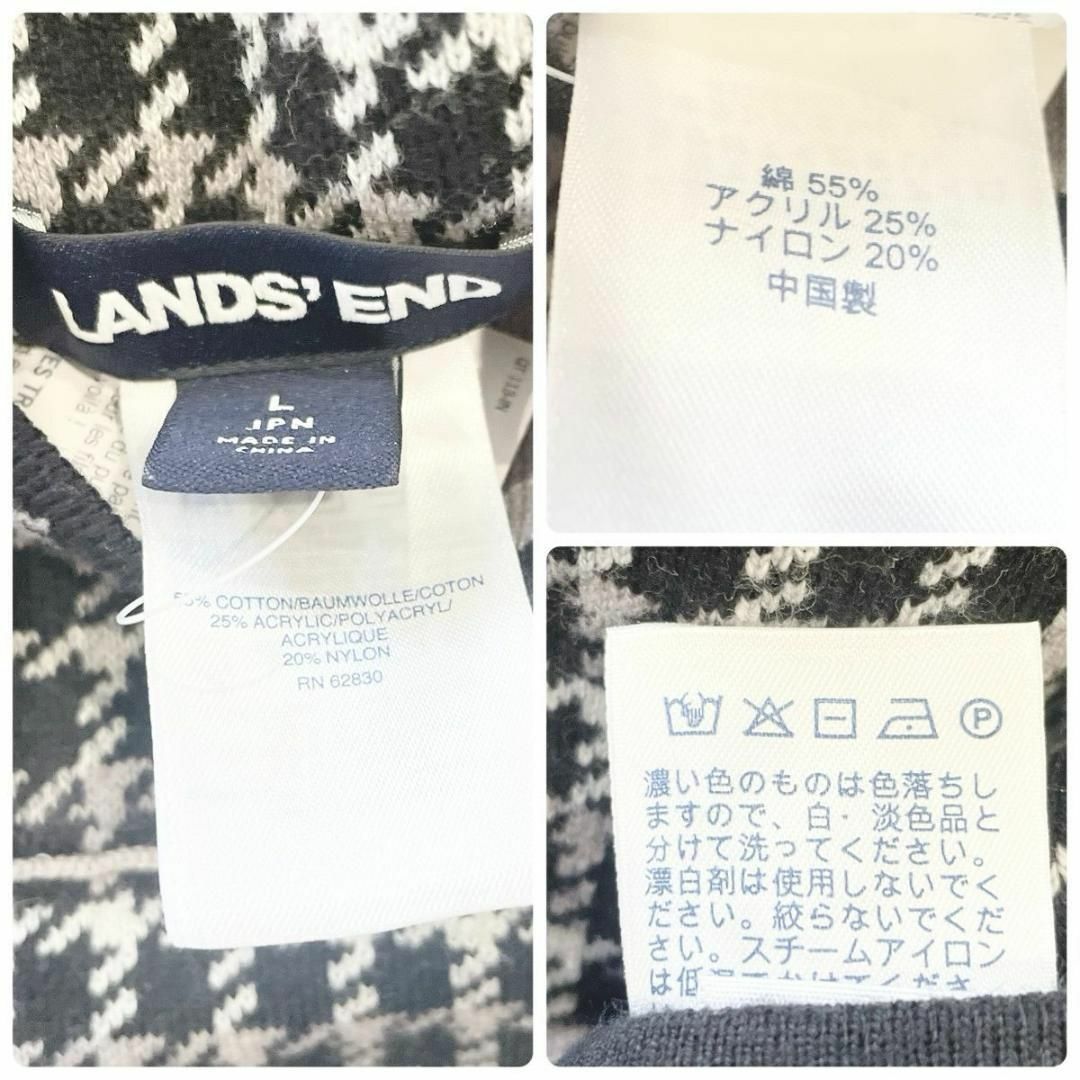 LANDS' END
L
JPN
MADE IN
CHINA
COTTON/BAUMWOLLE/COTON
25% ACRYLIC/POLYACRYL/
ACRYLIQUE
20% NYLON
RN 62830
綿 55%
アクリル 25%
ナイロン 20%
中国製
P
濃い色のものは色落ちし
ますので、白・淡色品と
分けて洗ってください。
漂白剤は使用しないでく
ださい。絞らないでくだ
さい。スチームアイロン
は低